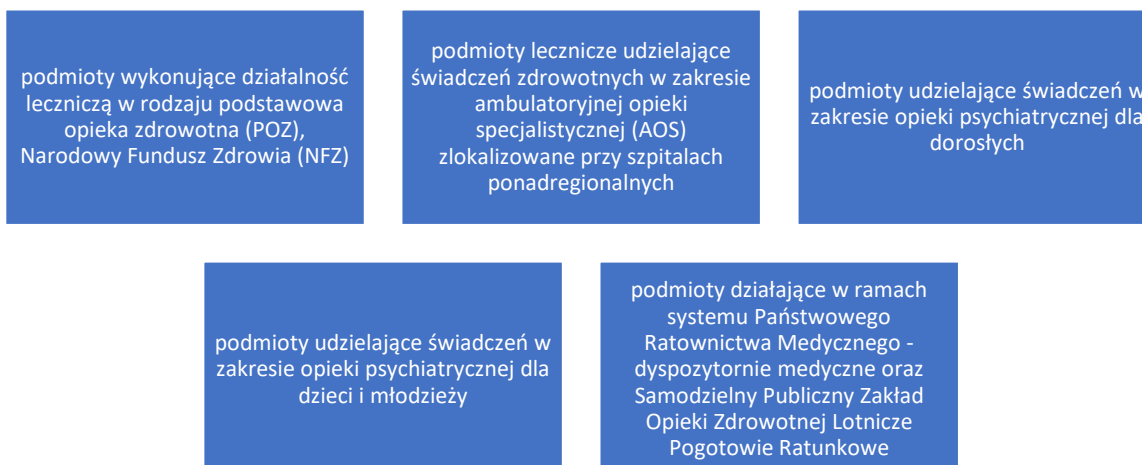 podmioty wykonujące działalność
leczniczą w rodzaju podstawowa
opieka zdrowotna (POZ),
Narodowy Fundusz Zdrowia (NFZ)
podmioty lecznicze udzielające
świadczeń zdrowotnych w zakresie
ambulatoryjnej opieki
specjalistycznej (AOS)
zlokalizowane przy szpitalach
ponadregionalnych
podmioty udzielające świadczeń w
zakresie opieki psychiatrycznej dla
dorosłych
podmioty udzielające świadczeń w
zakresie opieki psychiatrycznej dla
dzieci i młodzieży
podmioty działające w ramach
systemu Państwowego
Ratownictwa Medycznego -
dyspozytornie medyczne oraz
Samodzielny Publiczny Zakład
Opieki Zdrowotnej Lotnicze
Pogotowie Ratunkowe